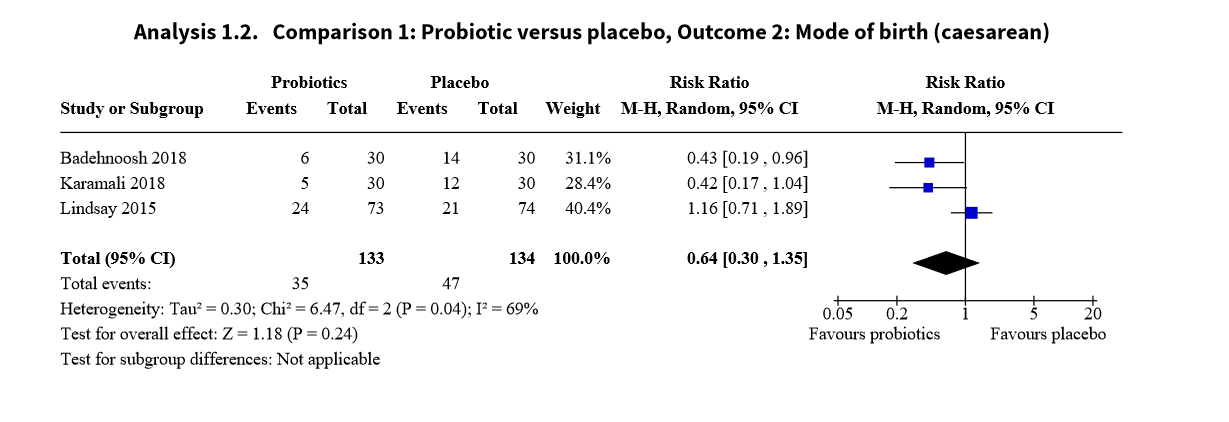 Analysis 1.2. Comparison 1: Probiotic versus placebo, Outcome 2: Mode of birth (caesarean)
Probiotics Placebo Risk Ratio Risk Ratio
Study or Subgroup Events Total Events Total Weight M-H, Random, 95% CI M-H, Random, 95% CI
Badehnoosh 2018 6 30 14 30 31.1% 0.43 [0.19 , 0.96]
Karamali 2018 5 30 12 30 28.4% 0.42 [0.17 , 1.04]
Lindsay 2015 24 73 21 74 40.4% 1.16 [0.71 , 1.89]
Total (95% CI) 133 134 100.0% 0.64 [0.30 , 1.35]
Total events: 35 47
Heterogeneity: Tau² = 0.30; Chi² = 6.47, df = 2 (P = 0.04); I² = 69%
0.05 0.2 1 5 20
Test for overall effect: Z = 1.18 (P = 0.24) Favours probiotics Favours placebo
Test for subgroup differences: Not applicable